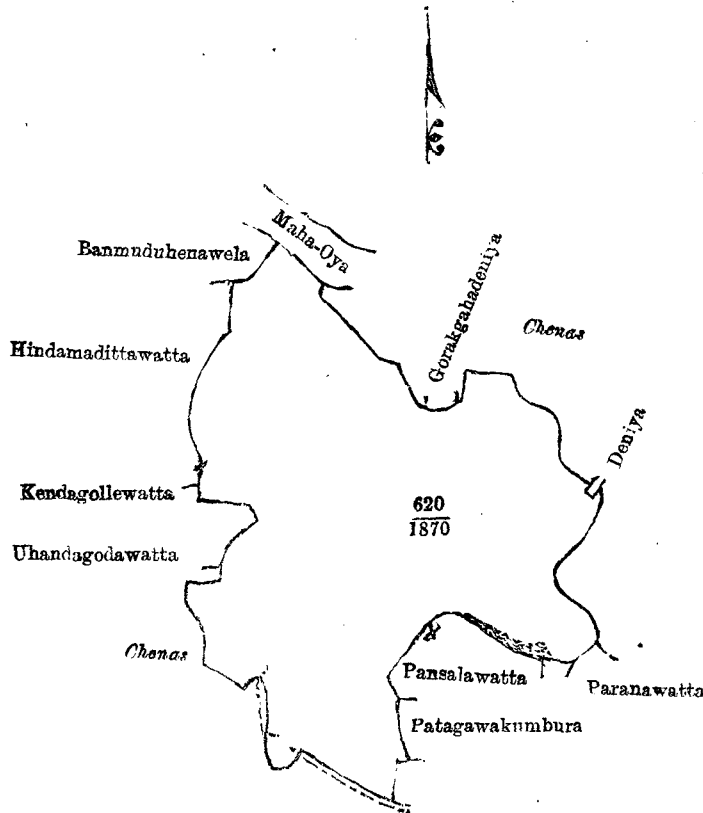 Maha-Oya
Banmuduhenawela
Gorakgahadeniya
Chenas
Hindamadittawatta
Deniya
Kendagollewatta
620
1870
Uhandagodawatta
Chenas
Pansalawatta
Paranawatta
Patagawakumbura